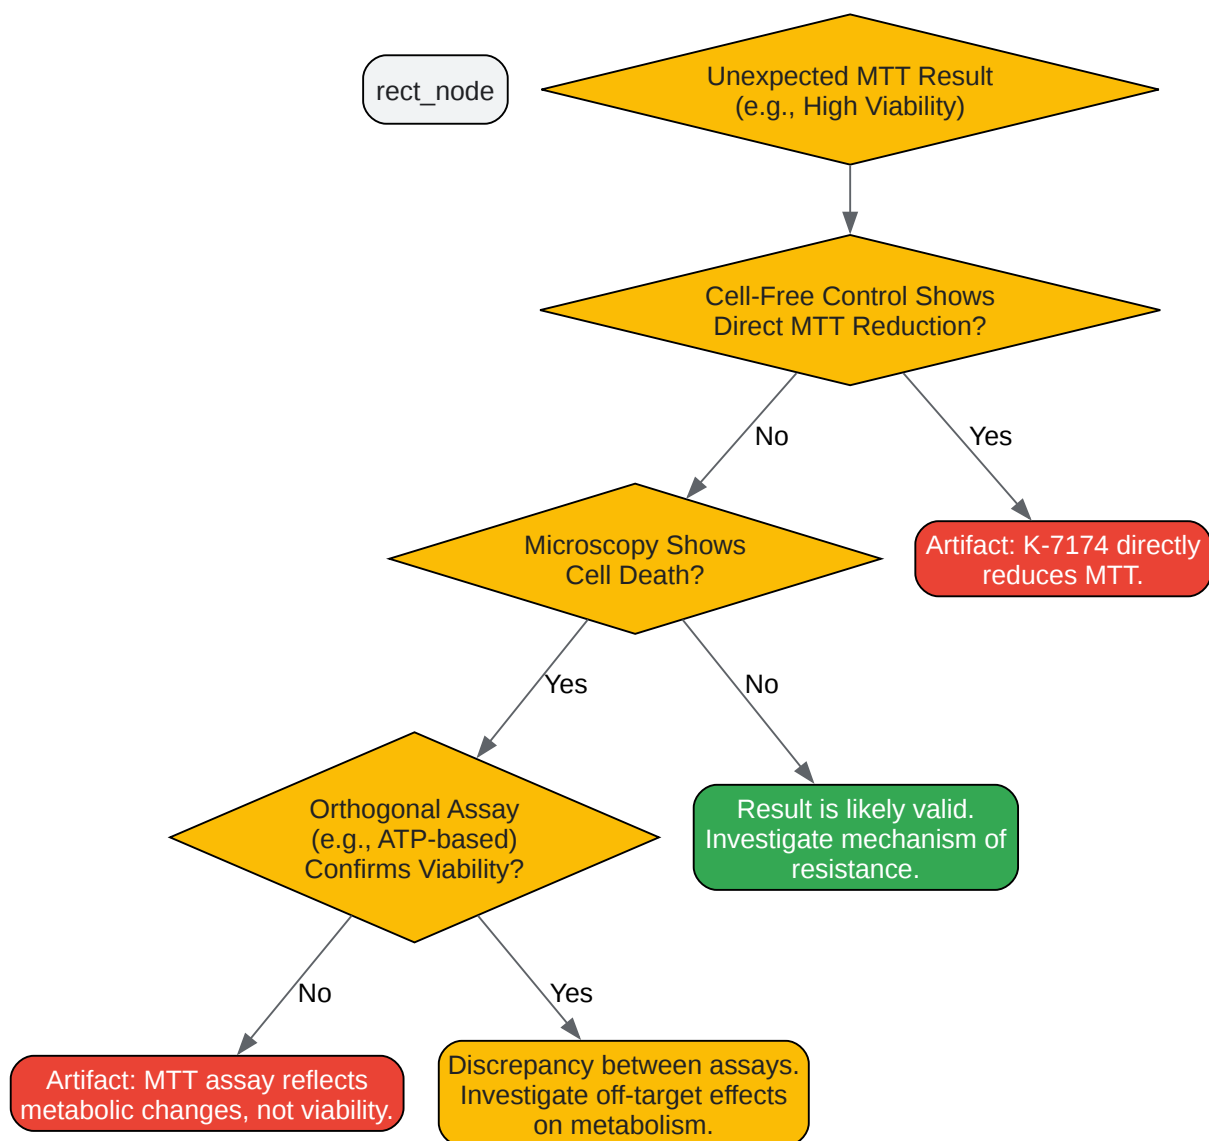 rect_node
Unexpected MTT Result
(e.g., High Viability)
Cell-Free Control Shows
Direct MTT Reduction?
No
Yes
Microscopy Shows
Cell Death?
Artifact: K-7174 directly
reduces MTT.
Yes
No
Orthogonal Assay
(e.g., ATP-based)
Confirms Viability?
Result is likely valid.
Investigate mechanism of
resistance.
No
Yes
Artifact: MTT assay reflects
metabolic changes, not viability.
Discrepancy between assays.
Investigate off-target effects
on metabolism.